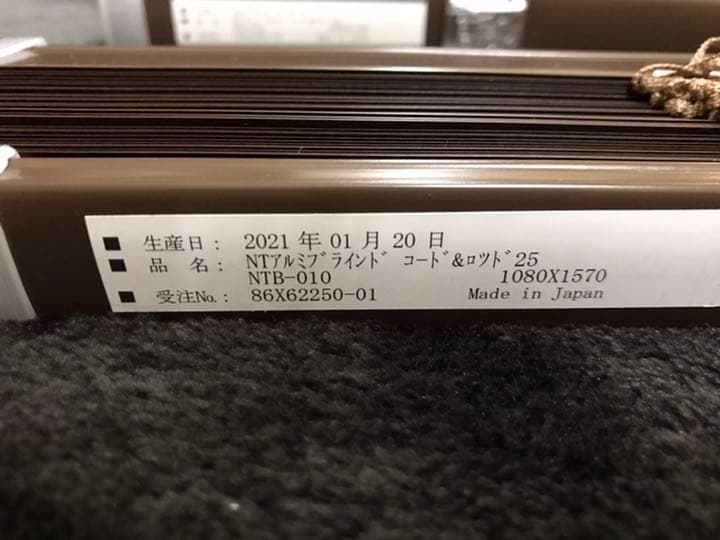 ■ 生産日： 2021 年 01 月 20 日
■ 品 名： NTｱﾙﾐﾌﾞﾗｲﾝﾄﾞ ｺｰﾄﾞ&ﾛﾂﾄﾞ25
NTB-010 1080X1570
■ 受注No.： 86X62250-01 Made in Japan